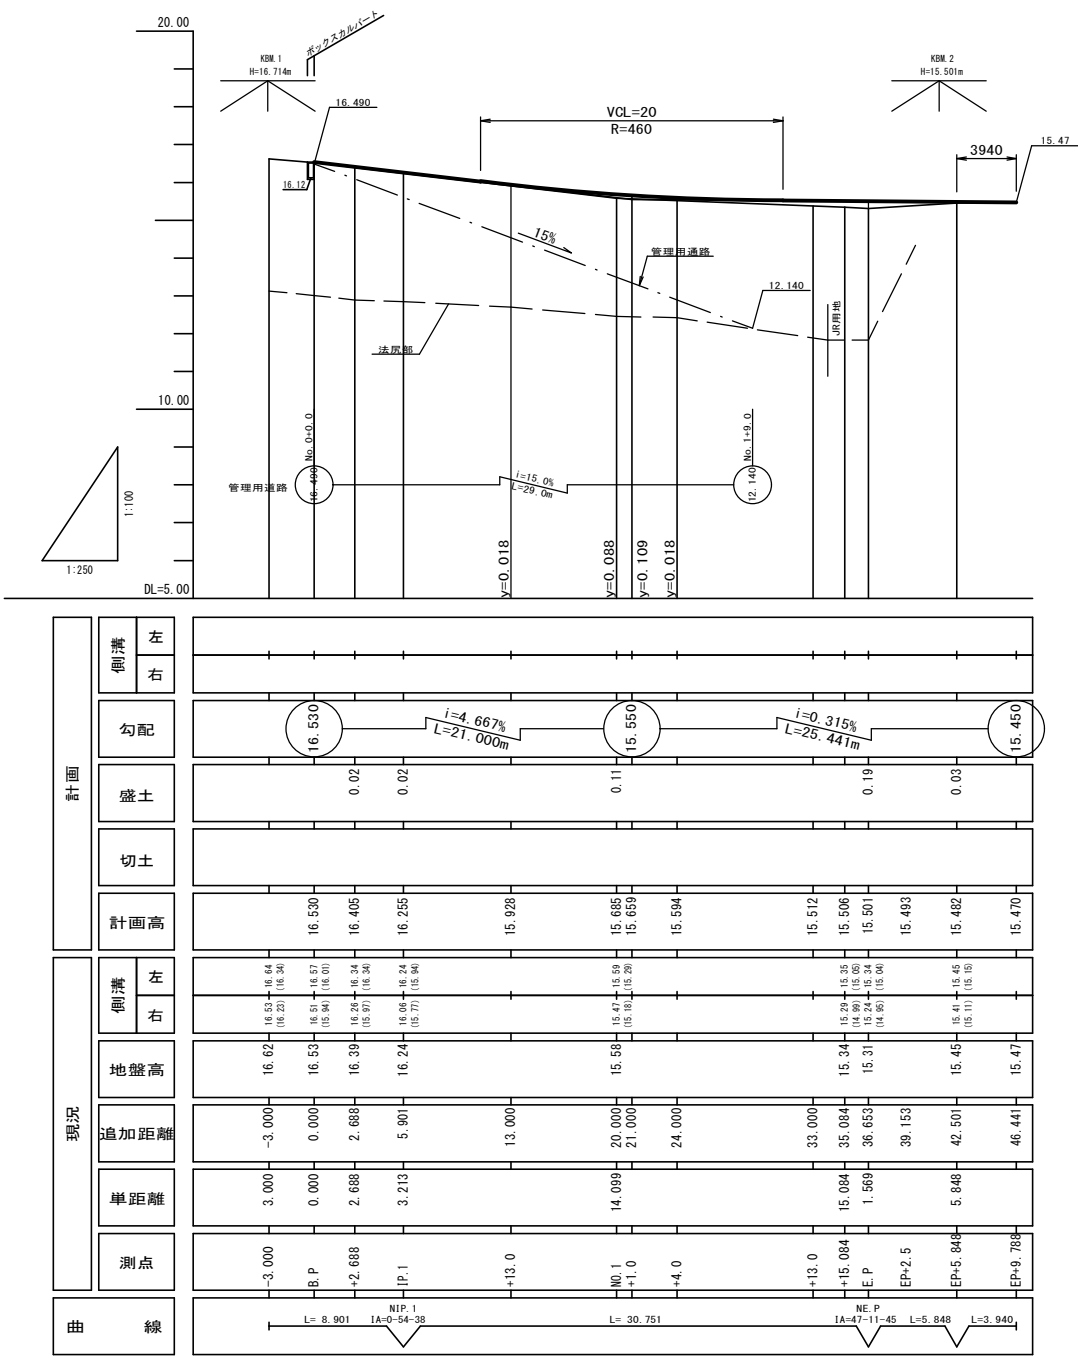 20.00
ボックスカルバート
KBM.1
H=16.714m
KBM.2
H=15.501m
16.490
VCL=20
R=460
3940
15.47
16.12
15%
管理用通路
12.140
JR用地
法尻部
10.00
No.0+0.0
No.1+9.0
管理用道路
16.490
i=15.0%
L=29.0m
12.140
1:100
1:250
y=0.018
y=0.088
y=0.109
y=0.018
DL=5.00
計画
側溝
左
右
勾配
16.530
i=4.667%
L=21.000m
15.550
i=0.315%
L=25.441m
15.450
盛土
0.02
0.02
0.11
0.19
0.03
切土
計画高
16.530
16.405
16.255
15.928
15.685
15.659
15.594
15.512
15.506
15.501
15.493
15.482
15.470
現況
側溝
左
16.64
(16.34)
16.57
(16.01)
16.34
(16.34)
16.24
(15.94)
15.59
(15.29)
15.35
(15.05)
15.34
(15.04)
15.45
(15.15)
右
16.53
(16.23)
16.51
(15.94)
16.26
(15.97)
16.06
(15.77)
15.47
(15.18)
15.29
(14.99)
15.24
(14.95)
15.41
(15.11)
地盤高
16.62
16.53
16.39
16.24
15.58
15.34
15.31
15.45
15.47
追加距離
-3.000
0.000
2.688
5.901
13.000
20.000
21.000
24.000
33.000
35.084
36.653
39.153
42.501
46.441
単距離
3.000
0.000
2.688
3.213
14.099
15.084
1.569
5.848
測点
-3.000
B.P
+2.688
IP.1
+13.0
NO.1
+1.0
+4.0
+13.0
+15.084
E.P
EP+2.5
EP+5.848
EP+9.788
曲線
L= 8.901
NIP.1
IA=0-54-38
L= 30.751
NE.P
IA=47-11-45
L=5.848
L=3.940